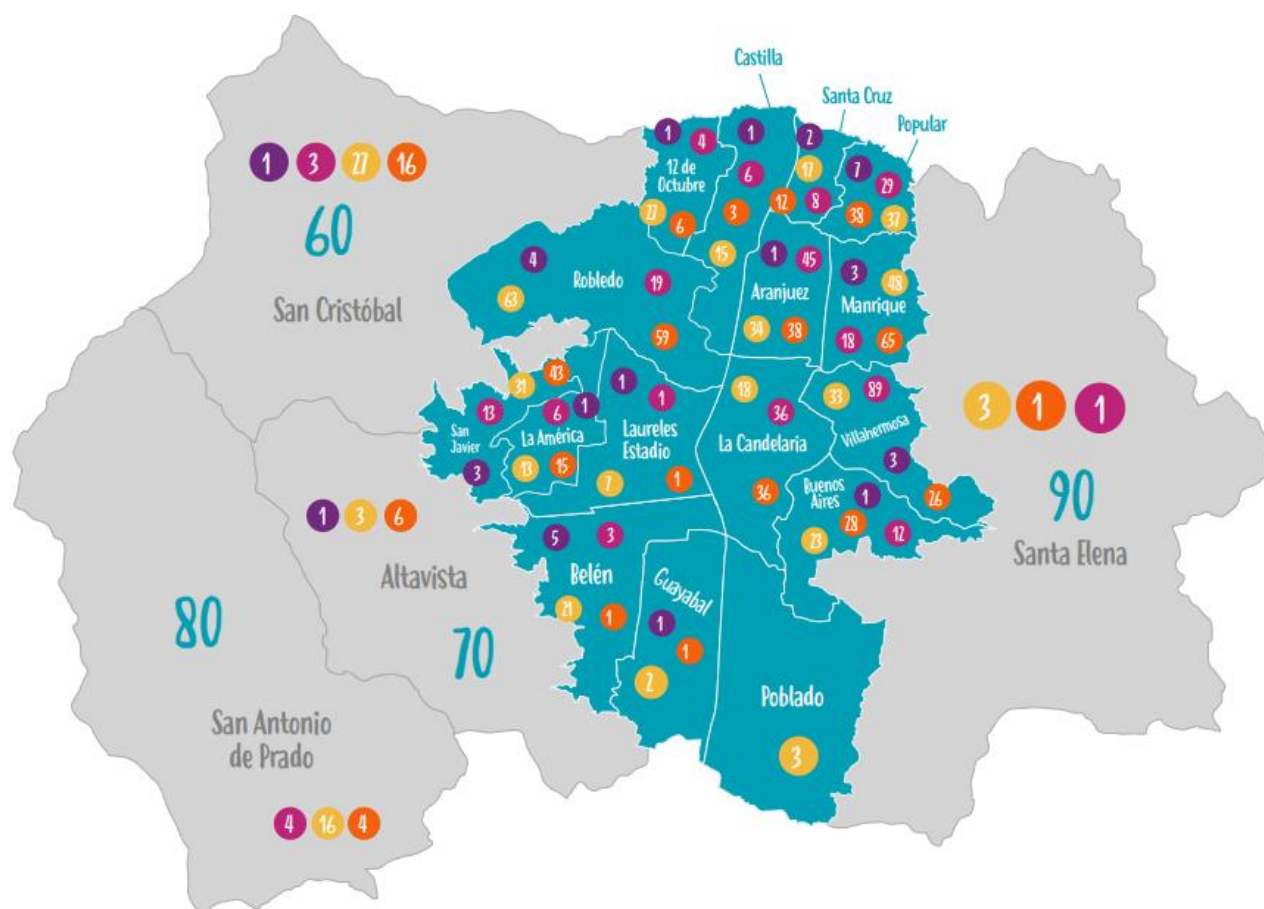 Castilla
Santa Cruz
Popular
1 3 27 16
60
San Cristóbal
1 4
12 de
Octubre
27 6
1
6
3
15
2
17
12 8
7 29
38 37
4
Robledo
19
63
59
1 45
Aranjuez
34 38
3 48
Manrique
18 65
31 43
13
San
Javier
3
6 1
La América
13 15
1 1
Laureles
Estadio
7 1
18
36
La Candelaria
36
33 89
Villahermosa
3
26
Buenos
Aires
1
28
23 12
3 1 1
90
Santa Elena
1 3 6
Altavista
70
80
San Antonio
de Prado
4 16 4
5 3
Belén
21 1
Guayabal
1
1
2
Poblado
3